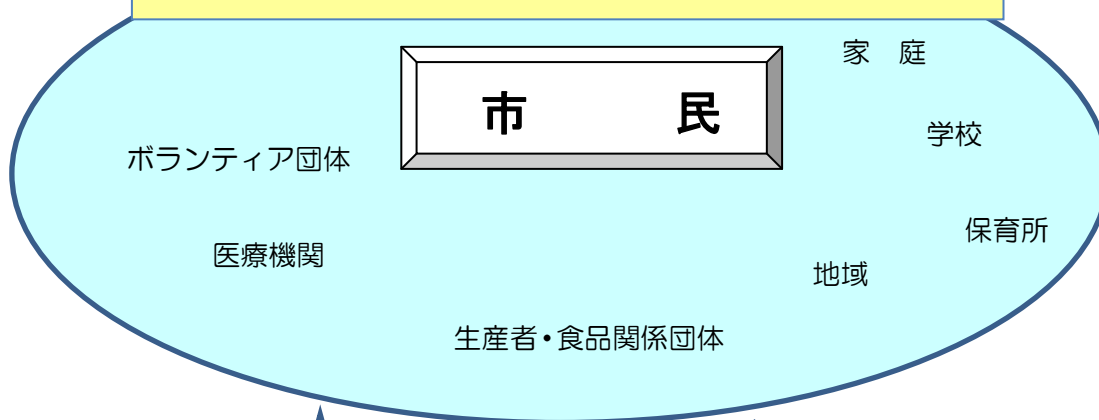 家　庭
市　民
学校
ボランティア団体
保育所
医療機関
地域
生産者・食品関係団体